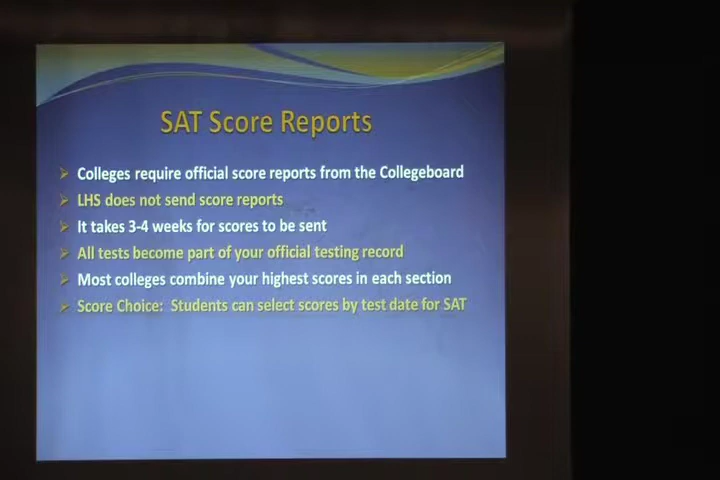 SAT Score Reports
Colleges require official score reports from the Collegeboard
LHS does not send score reports
It takes 3-4 weeks for scores to be sent
All tests become part of your official testing record
Most colleges combine your highest scores in each section
Score Choice: Students can select scores by test date for SAT